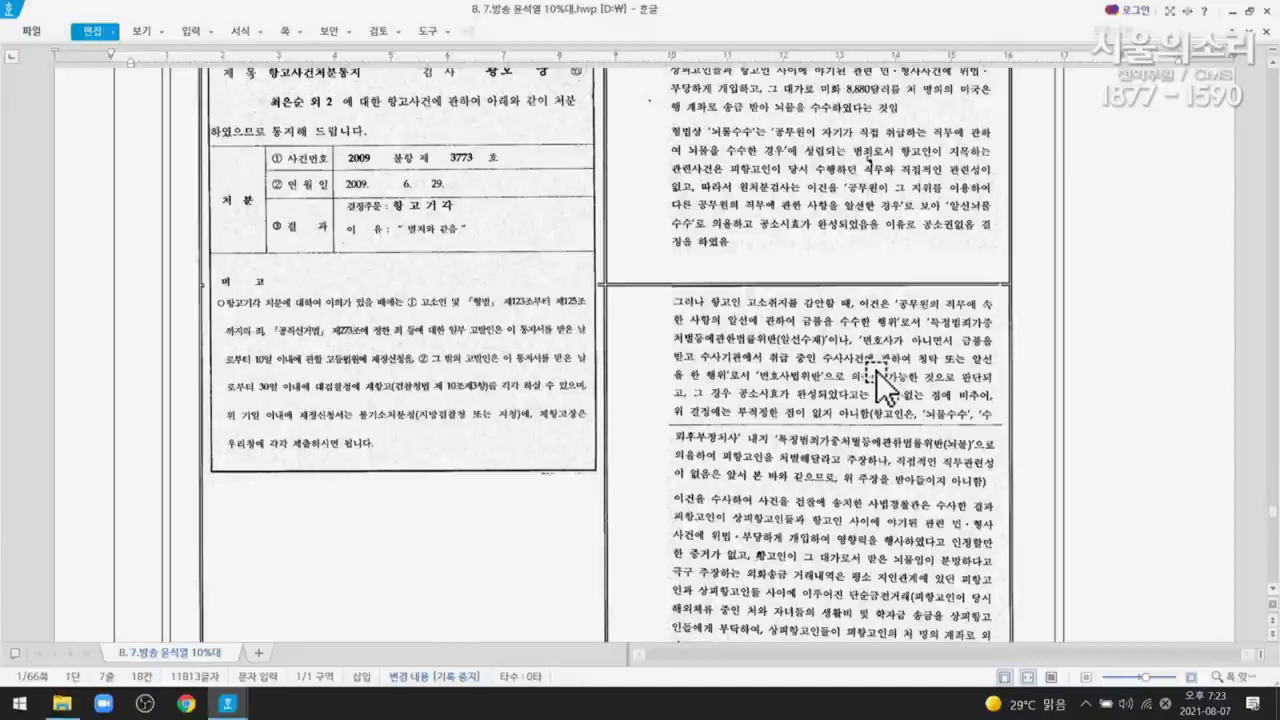 8. 7.방송 윤석열 10%대.hwp [D:₩] - 흔글
로그인
파일
편집
보기
입력
서식
쪽
보안
검토
도구
서울의소리
전화후원 / CMS
1877 - 1590
제 목 항고사건처분통지 검 사
최은순 외 2 에 대한 항고사건에 관하여 아래와 같이 처분
하였으므로 통지해 드립니다.
처 분
① 사건번호 2009 불항 제 3773 호
② 연 월 일 2009. 6. 29.
③ 결 과 결정주문 : 항 고 기 각
이 유 : " 별지와 같음 "
비 고
○항고기각 처분에 대하여 이의가 있을 때에는 ① 고소인 및 「형법」 제123조부터 제125조
까지의 죄, 「공직선거법」 제273조에 정한 죄 등에 대한 일부 고발인은 이 통지서를 받은 날
로부터 10일 이내에 관할 고등법원에 재정신청을, ② 그 밖의 고발인은 이 통지서를 받은 날
로부터 30일 이내에 대검찰청에 재항고(검찰청법 제 10조제3항)를 각각 하실 수 있으며,
위 기일 이내에 재정신청서는 불기소처분청(지방검찰청 또는 지청)에, 재항고장은
우리청에 각각 제출하시면 됩니다.
상피고인들과 항고인 사이에 야기된 관련 민·형사사건에 위법·
부당하게 개입하고, 그 대가로 미화 8,880달러를 처 명의의 미국은
행 계좌로 송금 받아 뇌물을 수수하였다는 것임
형법상 '뇌물수수'는 '공무원이 자기가 직접 취급하는 직무에 관하
여 뇌물을 수수한 경우'에 성립되는 범죄로서 항고인이 지목하는
관련사건은 피항고인이 당시 수행하던 직무와 직접적인 관련성이
없고, 따라서 원처분검사는 이건을 '공무원이 그 지위를 이용하여
다른 공무원의 직무에 관한 사항을 알선한 경우'로 보아 '알선뇌물
수수'로 의율하고 공소시효가 완성되었음을 이유로 공소권없음 결
정을 하였음
그러나 항고인 고소취지를 감안할 때, 이건은 '공무원의 직무에 속
한 사항의 알선에 관하여 금품을 수수한 행위'로서 '특정범죄가중
처벌등에관한법률위반(알선수재)'이나, '변호사가 아니면서 금품을
받고 수사기관에서 취급 중인 수사사건에 관하여 청탁 또는 알선
을 한 행위'로서 '변호사법위반'으로 의 가능한 것으로 판단되
고, 그 경우 공소시효가 완성되었다고는 없는 점에 비추어,
위 결정에는 부적정한 점이 없지 아니함(항고인은, '뇌물수수', '수
뢰후부정처사' 내지 '특정범죄가중처벌등에관한법률위반(뇌물)'으로
의율하여 피항고인을 처벌해달라고 주장하나, 직접적인 직무관련성
이 없음은 앞서 본 바와 같으므로, 위 주장을 받아들이지 아니함)
이건을 수사하여 사건을 검찰에 송치한 사법경찰관은 수사한 결과
피항고인이 상피항고인들과 항고인 사이에 야기된 관련 민·형사
사건에 위법·부당하게 개입하여 영향력을 행사하였다고 인정할만
한 증거가 없고, 항고인이 그 대가로서 받은 뇌물임이 분명하다고
극구 주장하는 외화송금 거래내역은 평소 지인관계에 있던 피항고
인과 상피항고인들 사이에 이루어진 단순금전거래(피항고인이 당시
해외체류 중인 처와 자녀들의 생활비 및 학자금 송금을 상피항고
인들에게 부탁하여, 상피항고인들이 피항고인의 처 명의 계좌로 외
8. 7.방송 윤석열 10%대
1/66쪽 1단 7줄 18칸 11813글자 문자 입력 1/1 구역 삽입 변경 내용 [기록 중지] 타수 : 0타
폭 맞
29°C 맑음
오후 7:23
2021-08-07